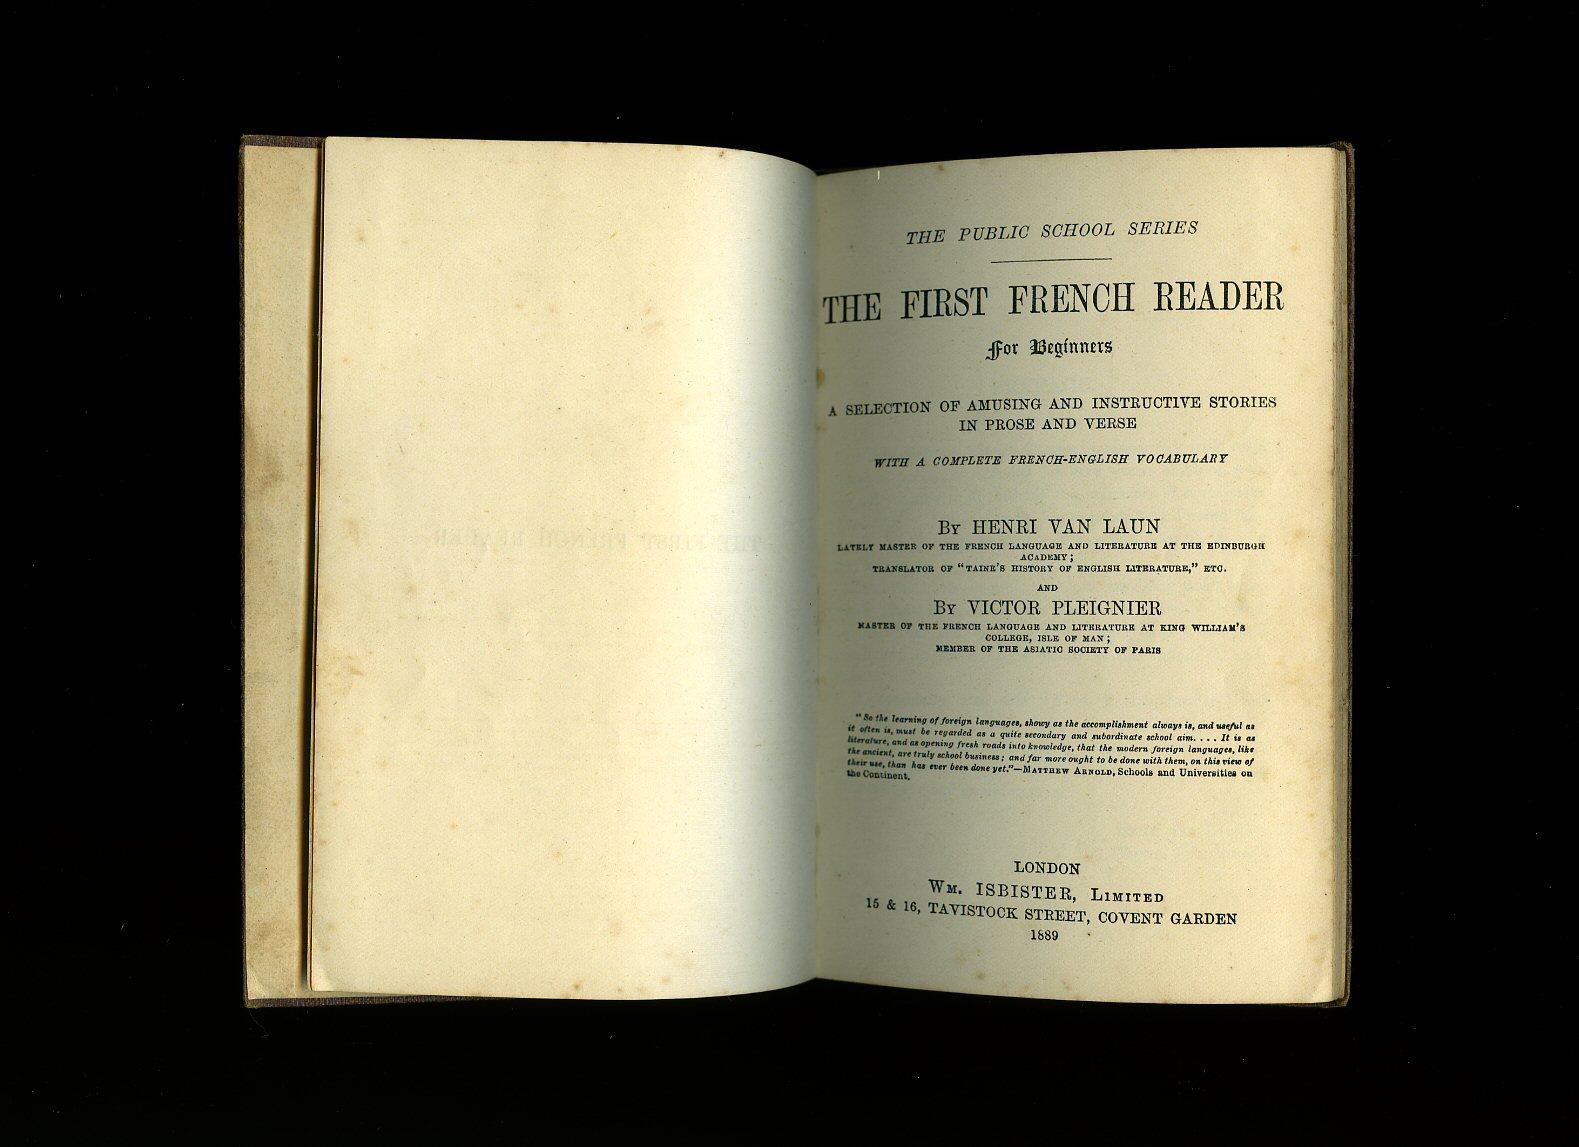 THE PUBLIC SCHOOL SERIES
THE FIRST FRENCH READER
For Beginners
A SELECTION OF AMUSING AND INSTRUCTIVE STORIES
IN PROSE AND VERSE
WITH A COMPLETE FRENCH-ENGLISH VOCABULARY
By HENRI VAN LAUN
LATELY MASTER OF THE FRENCH LANGUAGE AND LITERATURE AT THE EDINBURGH
ACADEMY;
TRANSLATOR OF "TAINE'S HISTORY OF ENGLISH LITERATURE," ETC.
AND
By VICTOR PLEIGNIER
MASTER OF THE FRENCH LANGUAGE AND LITERATURE AT KING WILLIAM'S
COLLEGE, ISLE OF MAN;
MEMBER OF THE ASIATIC SOCIETY OF PARIS
"So the learning of foreign languages, showy as the accomplishment always is, and useful as
it often is, must be regarded as a quite secondary and subordinate school aim. . . . It is as
literature, and as opening fresh roads into knowledge, that the modern foreign languages, like
the ancient, are truly school business; and far more ought to be done with them, on this view of
their use, than has ever been done yet."—MATTHEW ARNOLD, Schools and Universities on
the Continent.
LONDON
WM. ISBISTER, LIMITED
15 & 16, TAVISTOCK STREET, COVENT GARDEN
1889